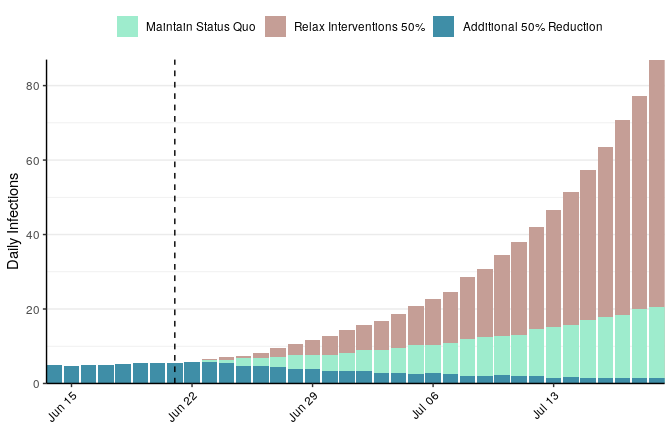 Maintain Status Quo Relax Interventions 50% Additional 50% Reduction
Daily Infections
80
60
40
20
0
Jun 15 Jun 22 Jun 29 Jul 06 Jul 13